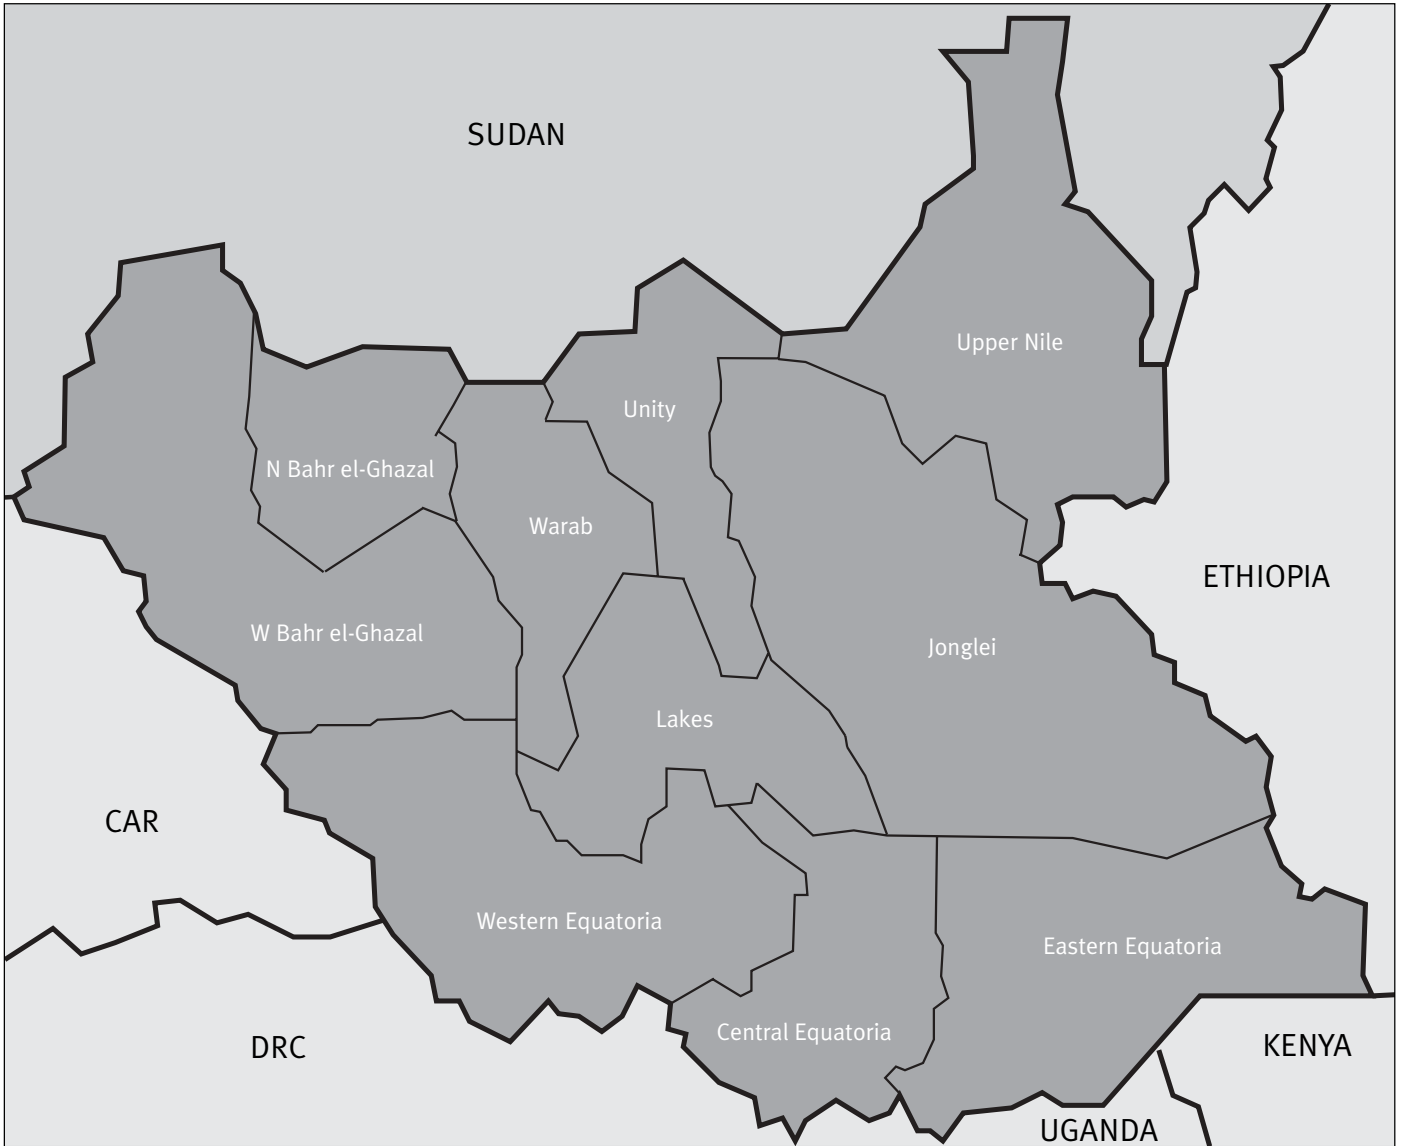 SUDAN
Upper Nile
Unity
N Bahr el-Ghazal
Warab
ETHIOPIA
W Bahr el-Ghazal
Jonglei
Lakes
CAR
Western Equatoria
Eastern Equatoria
Central Equatoria
DRC
KENYA
UGANDA